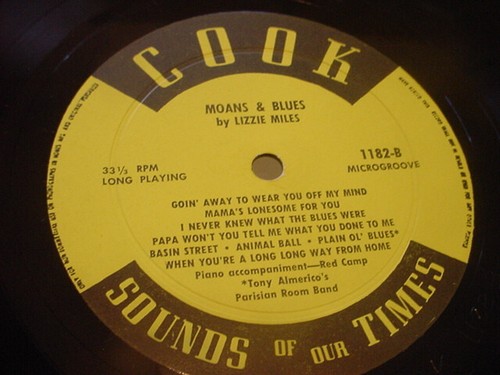 COOK
MOANS & BLUES
by LIZZIE MILES
33 1/3 RPM
LONG PLAYING
1182-B
MICROGROOVE
GOIN' AWAY TO WEAR YOU OFF MY MIND
MAMA'S LONESOME FOR YOU
I NEVER KNEW WHAT THE BLUES WERE
PAPA WON'T YOU TELL ME WHAT YOU DONE TO ME
BASIN STREET • ANIMAL BALL • PLAIN OL' BLUES*
WHEN YOU'RE A LONG LONG WAY FROM HOME
Piano accompaniment—Red Camp
*Tony Almerico's
Parisian Room Band
SOUNDS OF OUR TIMES